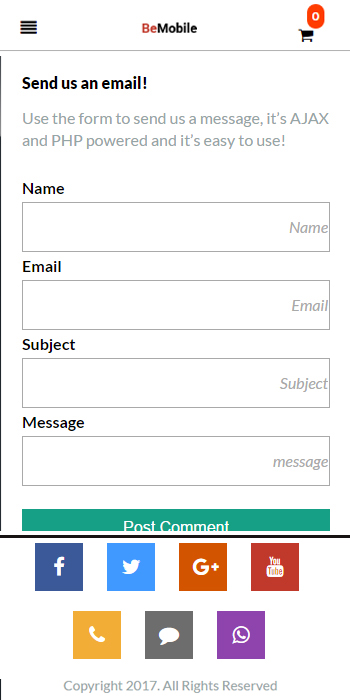 0
BeMobile
Send us an email!
Use the form to send us a message, it's AJAX
and PHP powered and it's easy to use!
Name
Name
Email
Email
Subject
Subject
Message
message
Post Comment
f
G+
You
Tube
Copyright 2017. All Rights Reserved